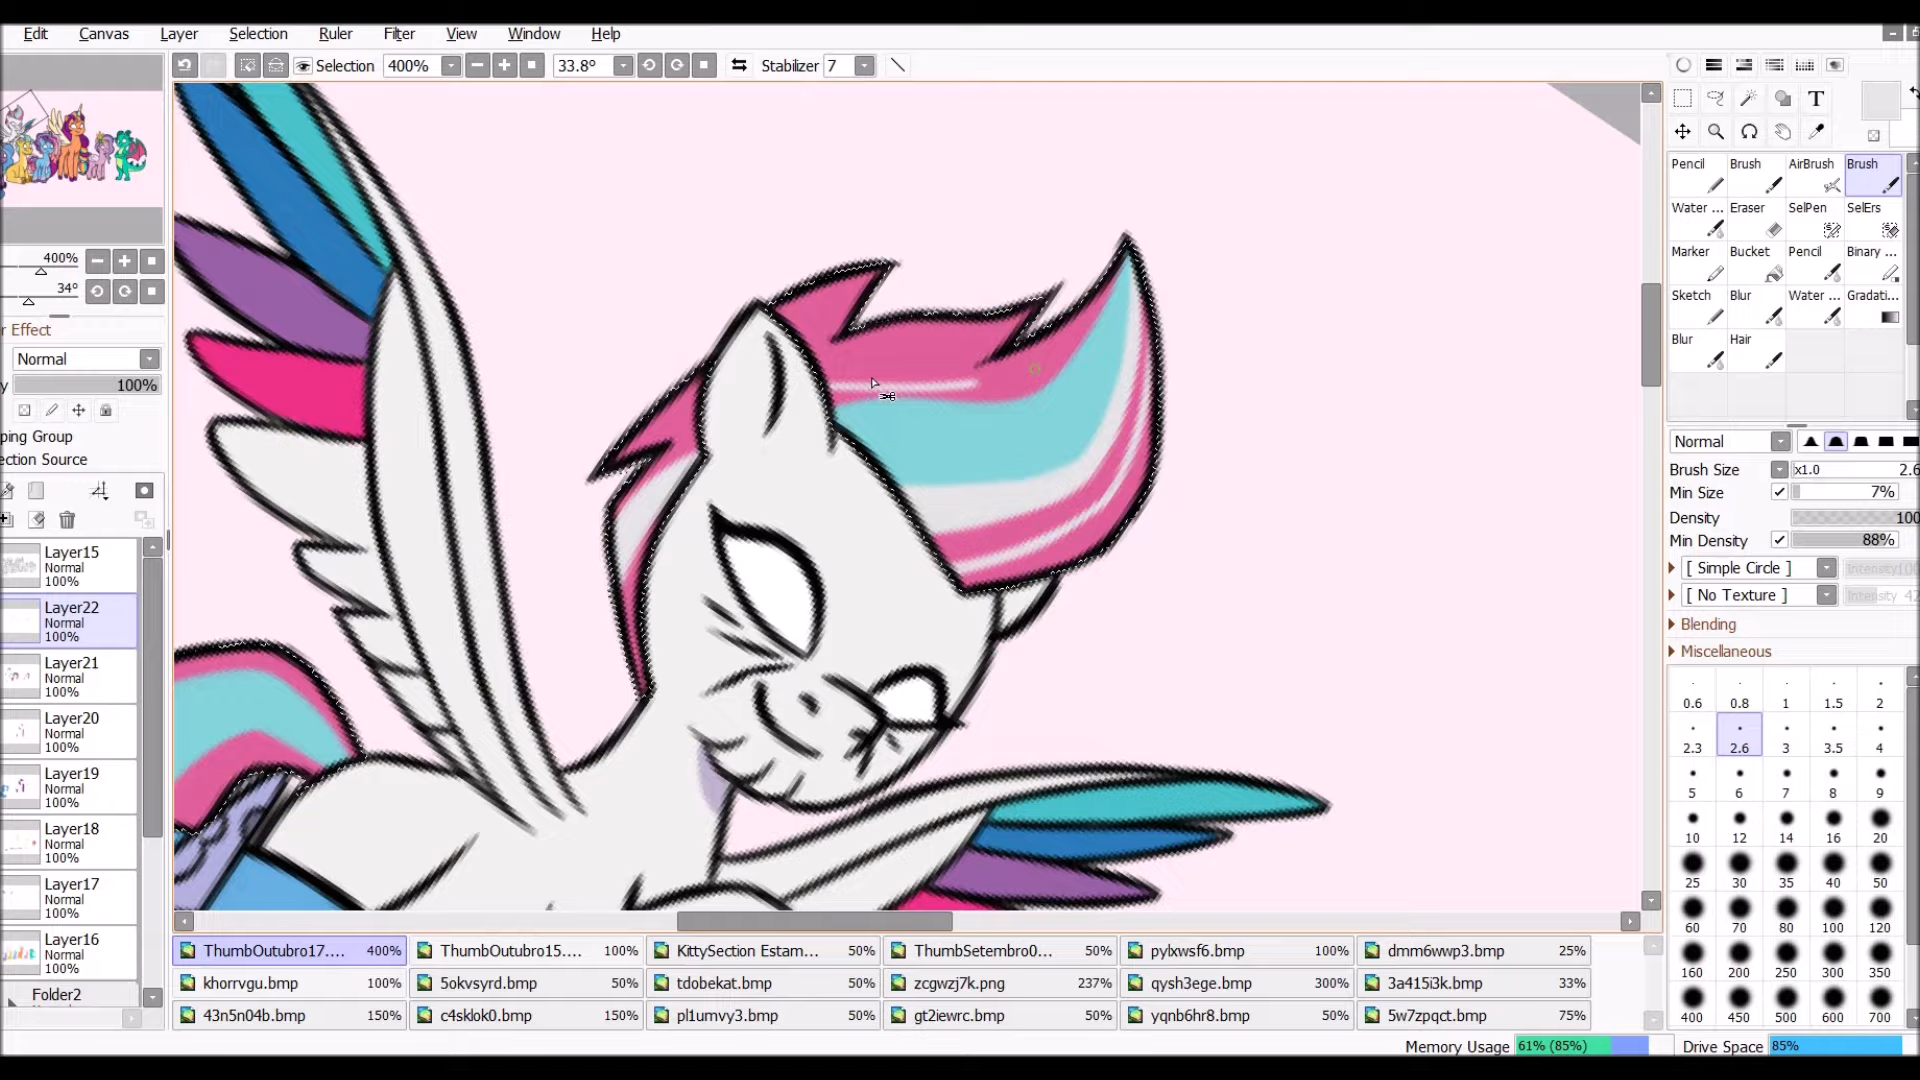 Edit Canvas Layer Selection Ruler Filter View Window Help
Selection 400% 33.8º Stabilizer 7
400%
34°
r Effect
Normal
y 100%
ping Group
ection Source
Layer15
Normal
100%
Layer22
Normal
100%
Layer21
Normal
100%
Layer20
Normal
100%
Layer19
Normal
100%
Layer18
Normal
100%
Layer17
Normal
100%
Layer16
Normal
100%
Folder2
T
Pencil Brush AirBrush Brush
Water ... Eraser SelPen SelErs
Marker Bucket Pencil Binary ...
Sketch Blur Water ... Gradati...
Blur Hair
Normal
Brush Size x1.0 2.6
Min Size 7%
Density 100
Min Density 88%
[ Simple Circle ] Intensity100
[ No Texture ] Intensity 42
Blending
Miscellaneous
0.6 0.8 1 1.5 2
2.3 2.6 3 3.5 4
5 6 7 8 9
10 12 14 16 20
25 30 35 40 50
60 70 80 100 120
160 200 250 300 350
400 450 500 600 700
ThumbOutubro17.... 400% ThumbOutubro15.... 100% KittySection Estam... 50% ThumbSetembro0... 50% pylxwsf6.bmp 100% dmm6wwp3.bmp 25%
khorrvgu.bmp 100% 5okvsyrd.bmp 50% tdobekat.bmp 50% zcgwzj7k.png 237% qysh3ege.bmp 300% 3a415i3k.bmp 33%
43n5n04b.bmp 150% c4sklok0.bmp 150% pl1umvy3.bmp 50% gt2iewrc.bmp 50% yqnb6hr8.bmp 50% 5w7zpqct.bmp 75%
Memory Usage 61% (85%) Drive Space 85%